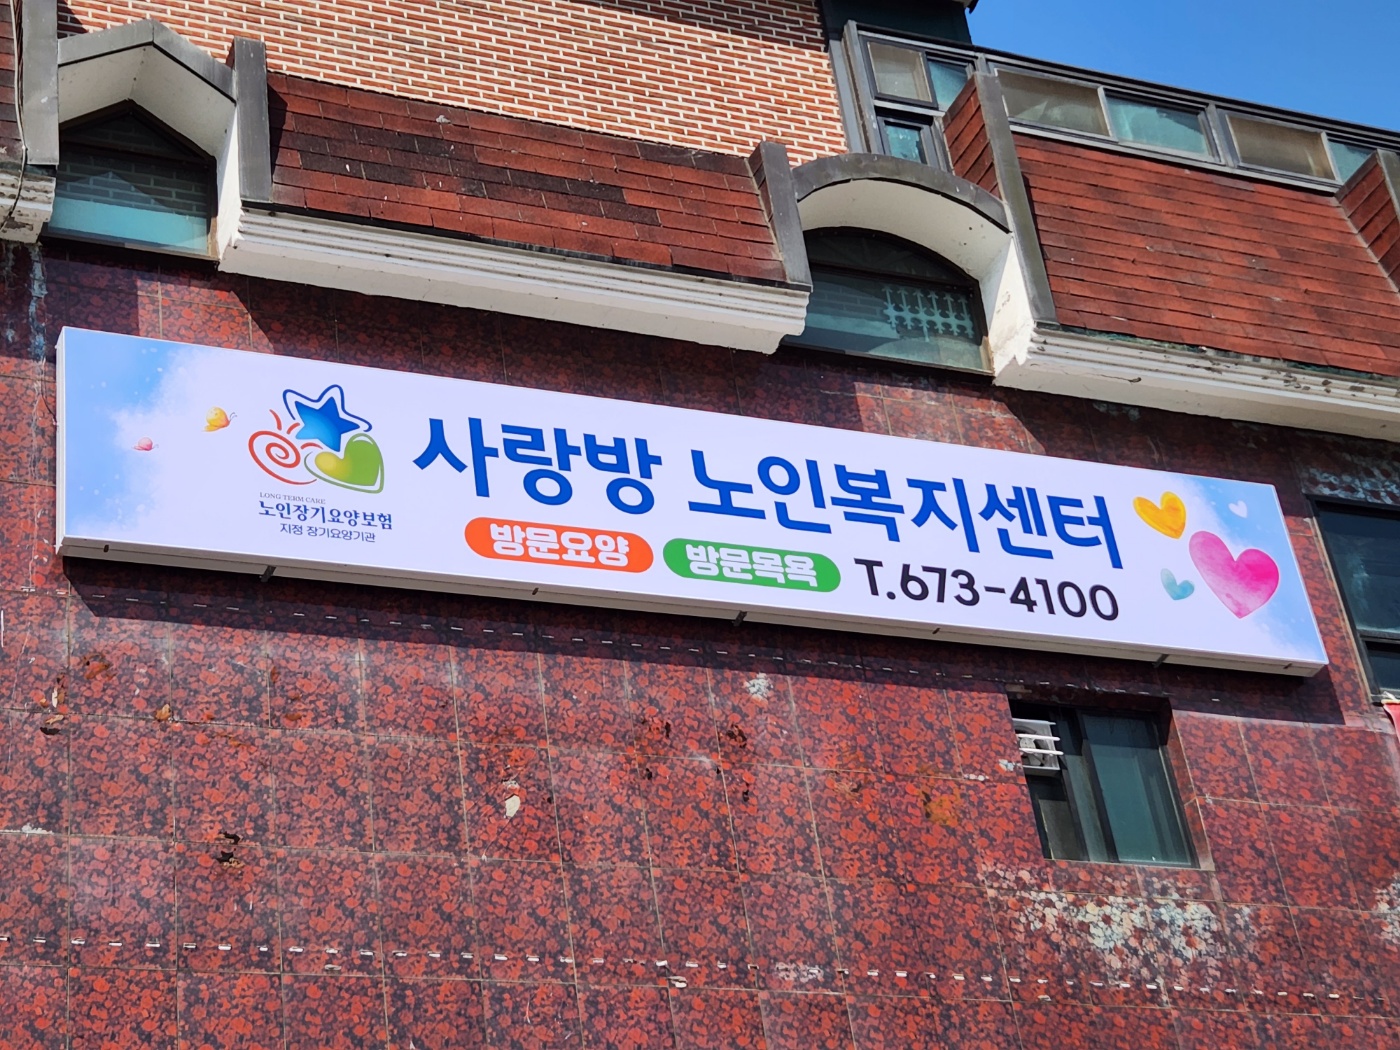 LONG TERM CARE
노인장기요양보험
지정 장기요양기관
사랑방 노인복지센터
방문요양 방문목욕 T.673-4100